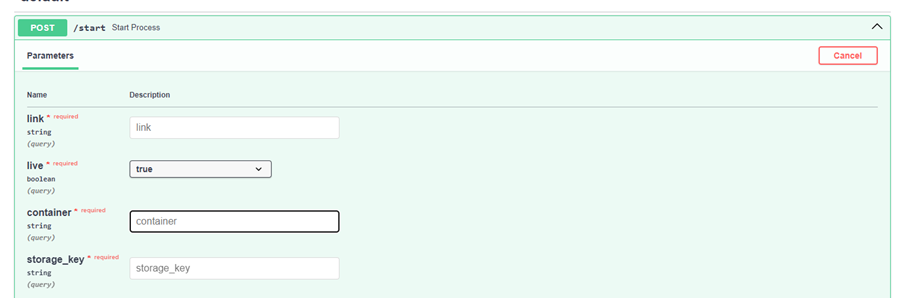 POST /start Start Process
Parameters
Cancel
Name Description
link * required
string
(query)
link
live * required
boolean
(query)
true
container * required
string
(query)
container
storage_key * required
string
(query)
storage_key